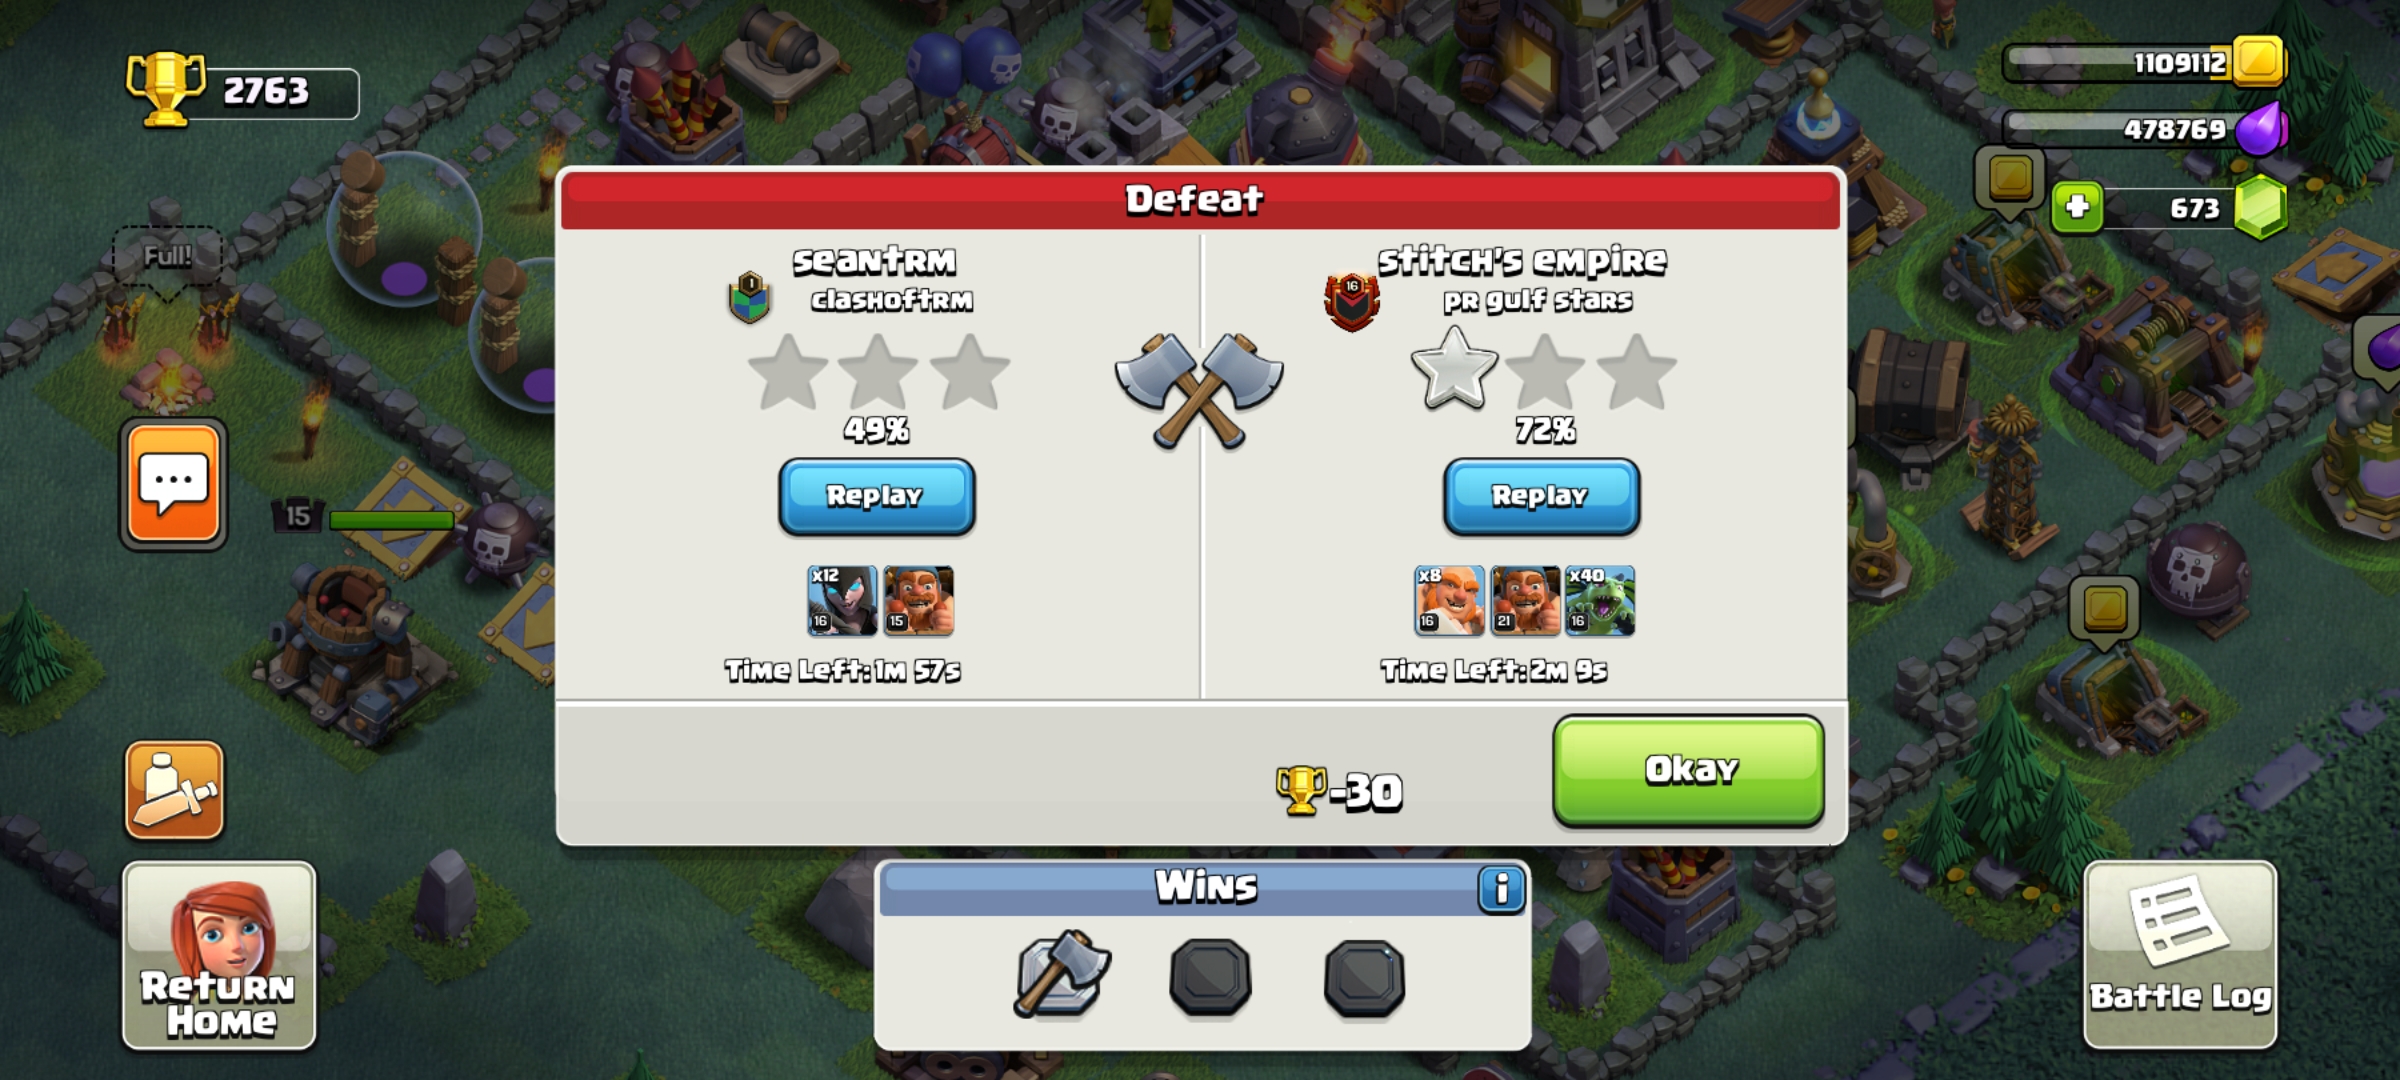 2763
1109112
478769
673
Full!
15
Defeat
seantrm
1
clashoftrm
49%
Replay
x12
16
15
Time Left:1m 57s
stitch's empire
16
pr gulf stars
72%
Replay
x8
16
21
x40
16
Time Left:2m 9s
-30
Okay
Wins
i
Return
Home
Battle Log